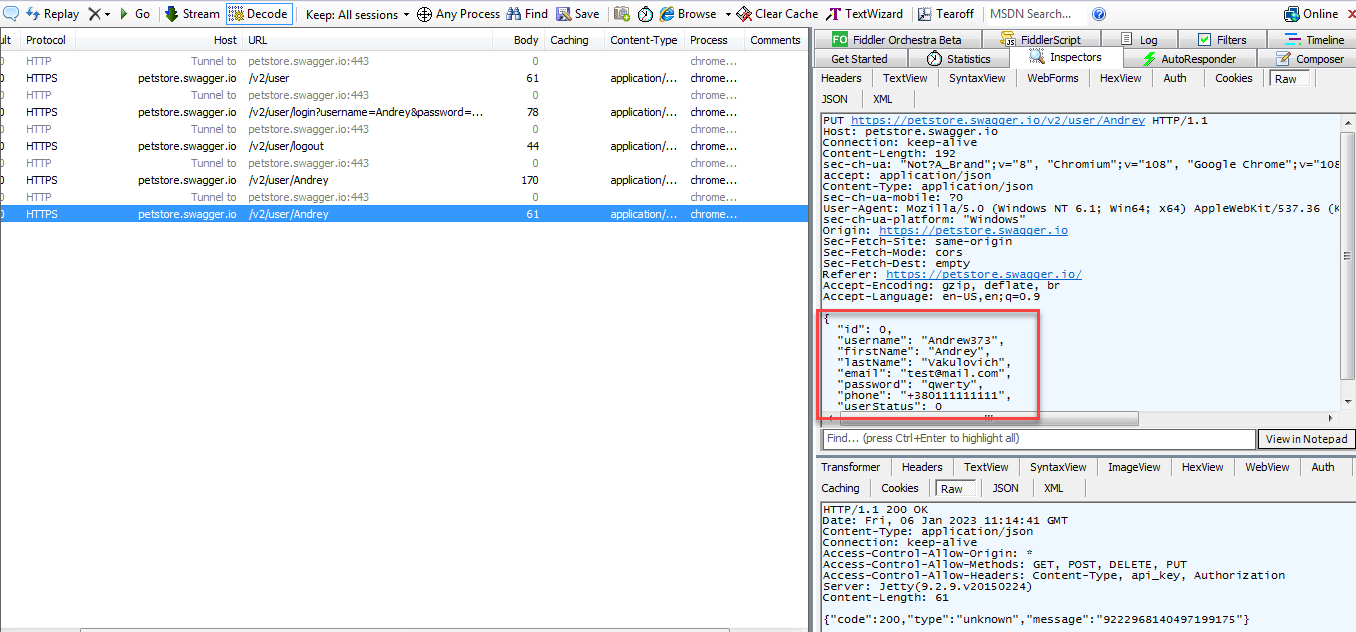 Replay Go Stream Decode Keep: All sessions Any Process Find Save Browse Clear Cache TextWizard Tearoff MSDN Search... Online
ult Protocol Host URL Body Caching Content-Type Process Comments
HTTP Tunnel to petstore.swagger.io:443 0 chrome...
HTTPS petstore.swagger.io /v2/user 61 application/... chrome...
HTTP Tunnel to petstore.swagger.io:443 0 chrome...
HTTPS petstore.swagger.io /v2/user/login?username=Andrey&password=... 78 application/... chrome...
HTTP Tunnel to petstore.swagger.io:443 0 chrome...
HTTPS petstore.swagger.io /v2/user/logout 44 application/... chrome...
HTTP Tunnel to petstore.swagger.io:443 0 chrome...
HTTPS petstore.swagger.io /v2/user/Andrey 170 application/... chrome...
HTTP Tunnel to petstore.swagger.io:443 0 chrome...
HTTPS petstore.swagger.io /v2/user/Andrey 61 application/... chrome...
FO Fiddler Orchestra Beta FiddlerScript Log Filters Timeline
Get Started Statistics Inspectors AutoResponder Composer
Headers TextView SyntaxView WebForms HexView Auth Cookies Raw
JSON XML
PUT https://petstore.swagger.io/v2/user/Andrey HTTP/1.1
Host: petstore.swagger.io
Connection: keep-alive
Content-Length: 192
sec-ch-ua: "Not?A_Brand";v="8", "Chromium";v="108", "Google Chrome";v="108
accept: application/json
Content-Type: application/json
sec-ch-ua-mobile: ?0
User-Agent: Mozilla/5.0 (Windows NT 6.1; Win64; x64) AppleWebKit/537.36 (K
sec-ch-ua-platform: "Windows"
Origin: https://petstore.swagger.io
Sec-Fetch-Site: same-origin
Sec-Fetch-Mode: cors
Sec-Fetch-Dest: empty
Referer: https://petstore.swagger.io/
Accept-Encoding: gzip, deflate, br
Accept-Language: en-US,en;q=0.9
{
"id": 0,
"username": "Andrew373",
"firstName": "Andrey",
"lastName": "Vakulovich",
"email": "test@mail.com",
"password": "qwerty",
"phone": "+380111111111",
"userStatus": 0
Find... (press Ctrl+Enter to highlight all) View in Notepad
Transformer Headers TextView SyntaxView ImageView HexView WebView Auth
Caching Cookies Raw JSON XML
HTTP/1.1 200 OK
Date: Fri, 06 Jan 2023 11:14:41 GMT
Content-Type: application/json
Connection: keep-alive
Access-Control-Allow-Origin: *
Access-Control-Allow-Methods: GET, POST, DELETE, PUT
Access-Control-Allow-Headers: Content-Type, api_key, Authorization
Server: Jetty(9.2.9.v20150224)
Content-Length: 61
{"code":200,"type":"unknown","message":"9222968140497199175"}